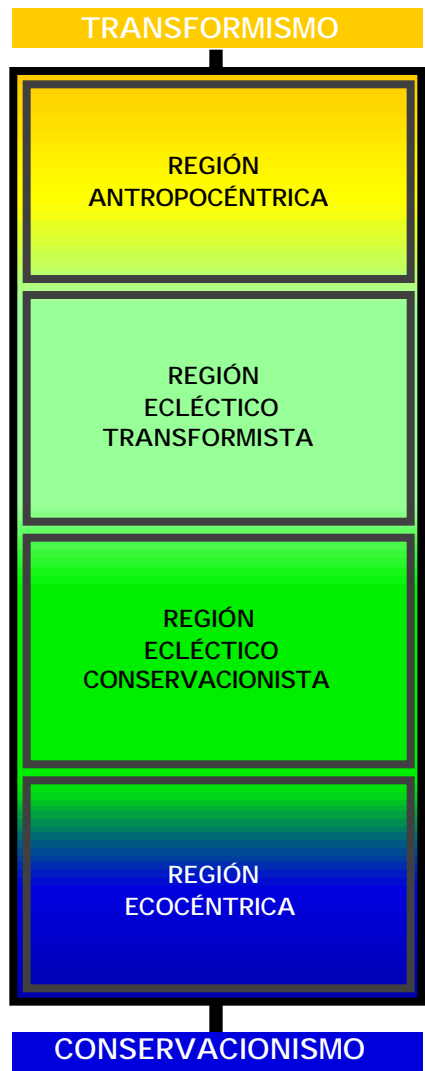 TRANSFORMISMO
REGIÓN
ANTROPOCÉNTRICA
REGIÓN
ECLÉCTICO
TRANSFORMISTA
REGIÓN
ECLÉCTICO
CONSERVACIONISTA
REGIÓN
ECOCÉNTRICA
CONSERVACIONISMO